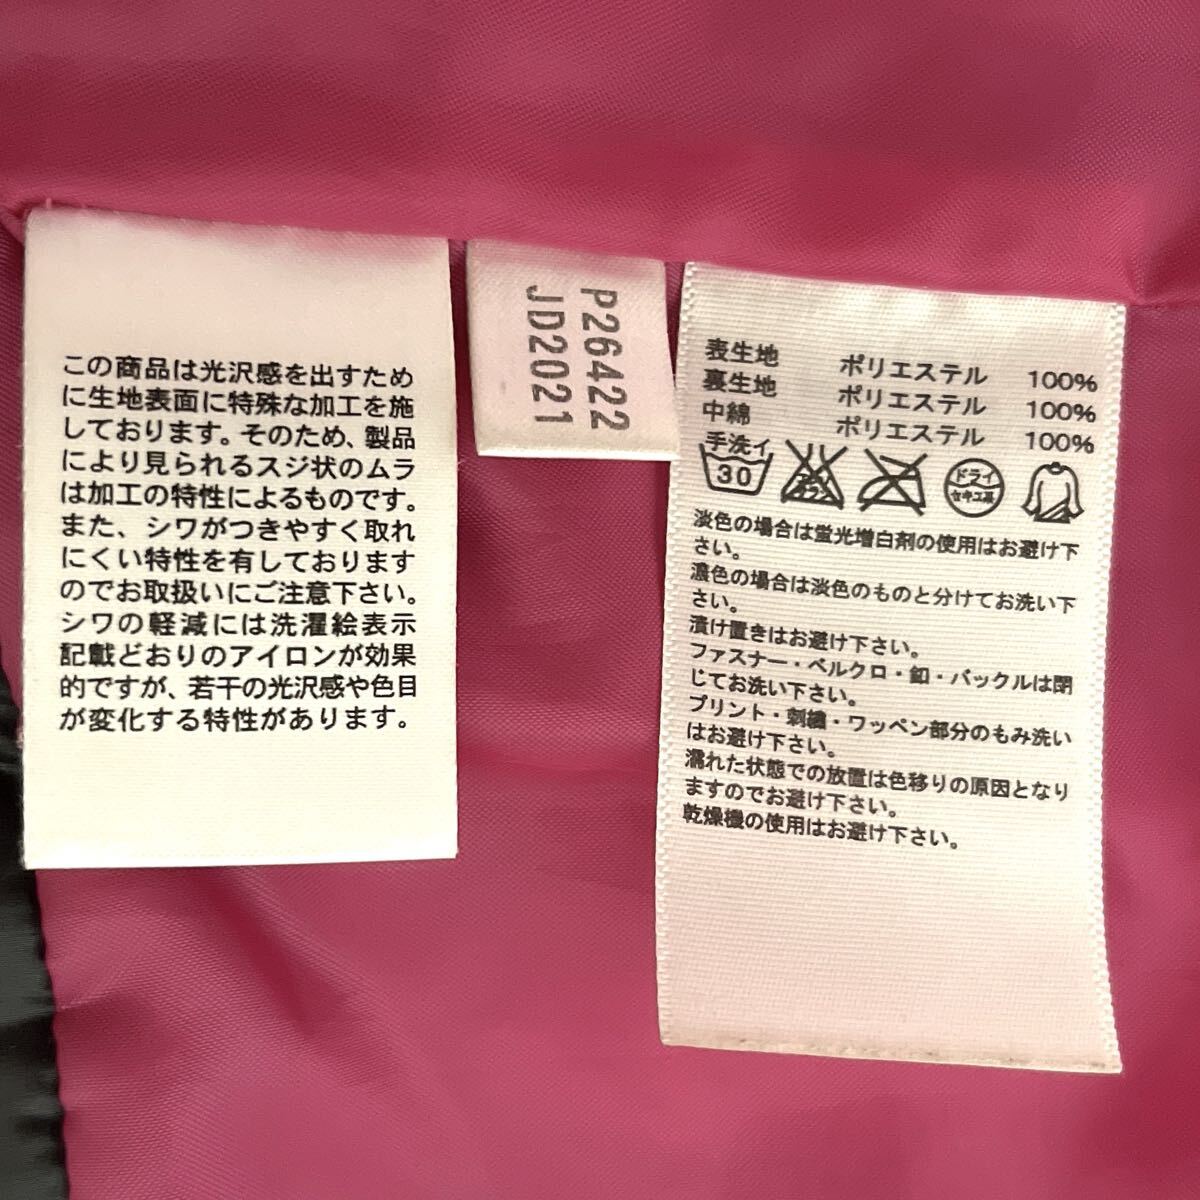 この商品は光沢感を出すため
に生地表面に特殊な加工を施
しております。そのため、製品
により見られるスジ状のムラ
は加工の特性によるものです。
また、シワがつきやすく取れ
にくい特性を有しております
のでお取扱いにご注意下さい。
シワの軽減には洗濯絵表示
記載どおりのアイロンが効果
的ですが、若干の光沢感や色目
が変化する特性があります。
P26422
JD2021
表生地 ポリエステル 100%
裏生地 ポリエステル 100%
中綿 ポリエステル 100%
手洗イ
30
エンソサラシ
ドライ
セキユ系
淡色の場合は蛍光増白剤の使用はお避け下
さい。
濃色の場合は淡色のものと分けてお洗い下
さい。
漬け置きはお避け下さい。
ファスナー・ベルクロ・釦・バックルは閉
じてお洗い下さい。
プリント・刺繍・ワッペン部分のもみ洗い
はお避け下さい。
濡れた状態での放置は色移りの原因となり
ますのでお避け下さい。
乾燥機の使用はお避け下さい。